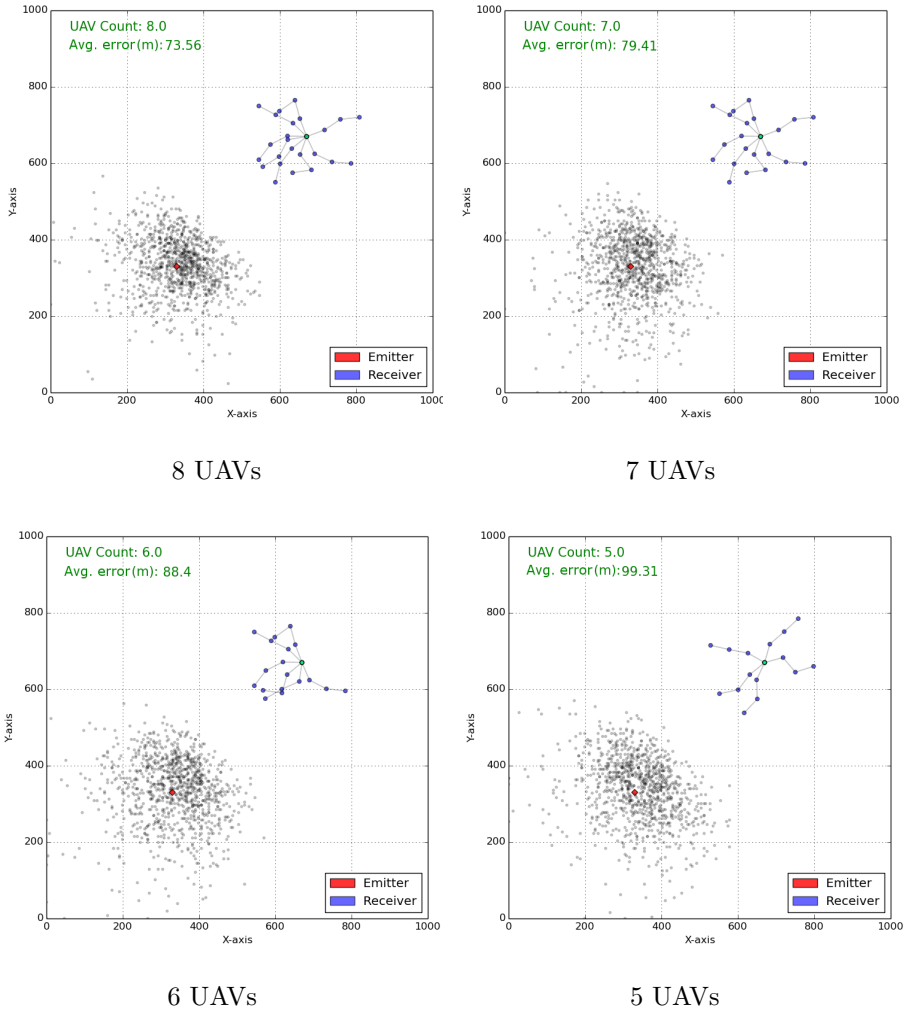 UAV Count: 8.0
Avg. error(m): 73.56
1000
800
600
400
200
0
0 200 400 600 800 1000
Y-axis
X-axis
Emitter
Receiver
8 UAVs
UAV Count: 7.0
Avg. error(m): 79.41
1000
800
600
400
200
0
0 200 400 600 800 1000
Y-axis
X-axis
Emitter
Receiver
7 UAVs
UAV Count: 6.0
Avg. error(m): 88.4
1000
800
600
400
200
0
0 200 400 600 800 1000
Y-axis
X-axis
Emitter
Receiver
6 UAVs
UAV Count: 5.0
Avg. error(m): 99.31
1000
800
600
400
200
0
0 200 400 600 800 1000
Y-axis
X-axis
Emitter
Receiver
5 UAVs